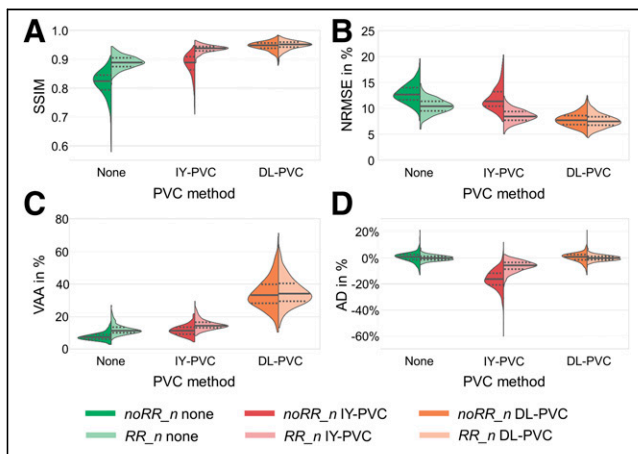 A
SSIM
1.0
0.9
0.8
0.7
0.6
None
IY-PVC
DL-PVC
PVC method
B
NRMSE in %
25
20
15
10
5
0
None
IY-PVC
DL-PVC
PVC method
C
VAA in %
80
60
40
20
0
None
IY-PVC
DL-PVC
PVC method
D
AD in %
20%
0%
-20%
-40%
-60%
None
IY-PVC
DL-PVC
PVC method
noRR_n none
noRR_n IY-PVC
noRR_n DL-PVC
RR_n none
RR_n IY-PVC
RR_n DL-PVC